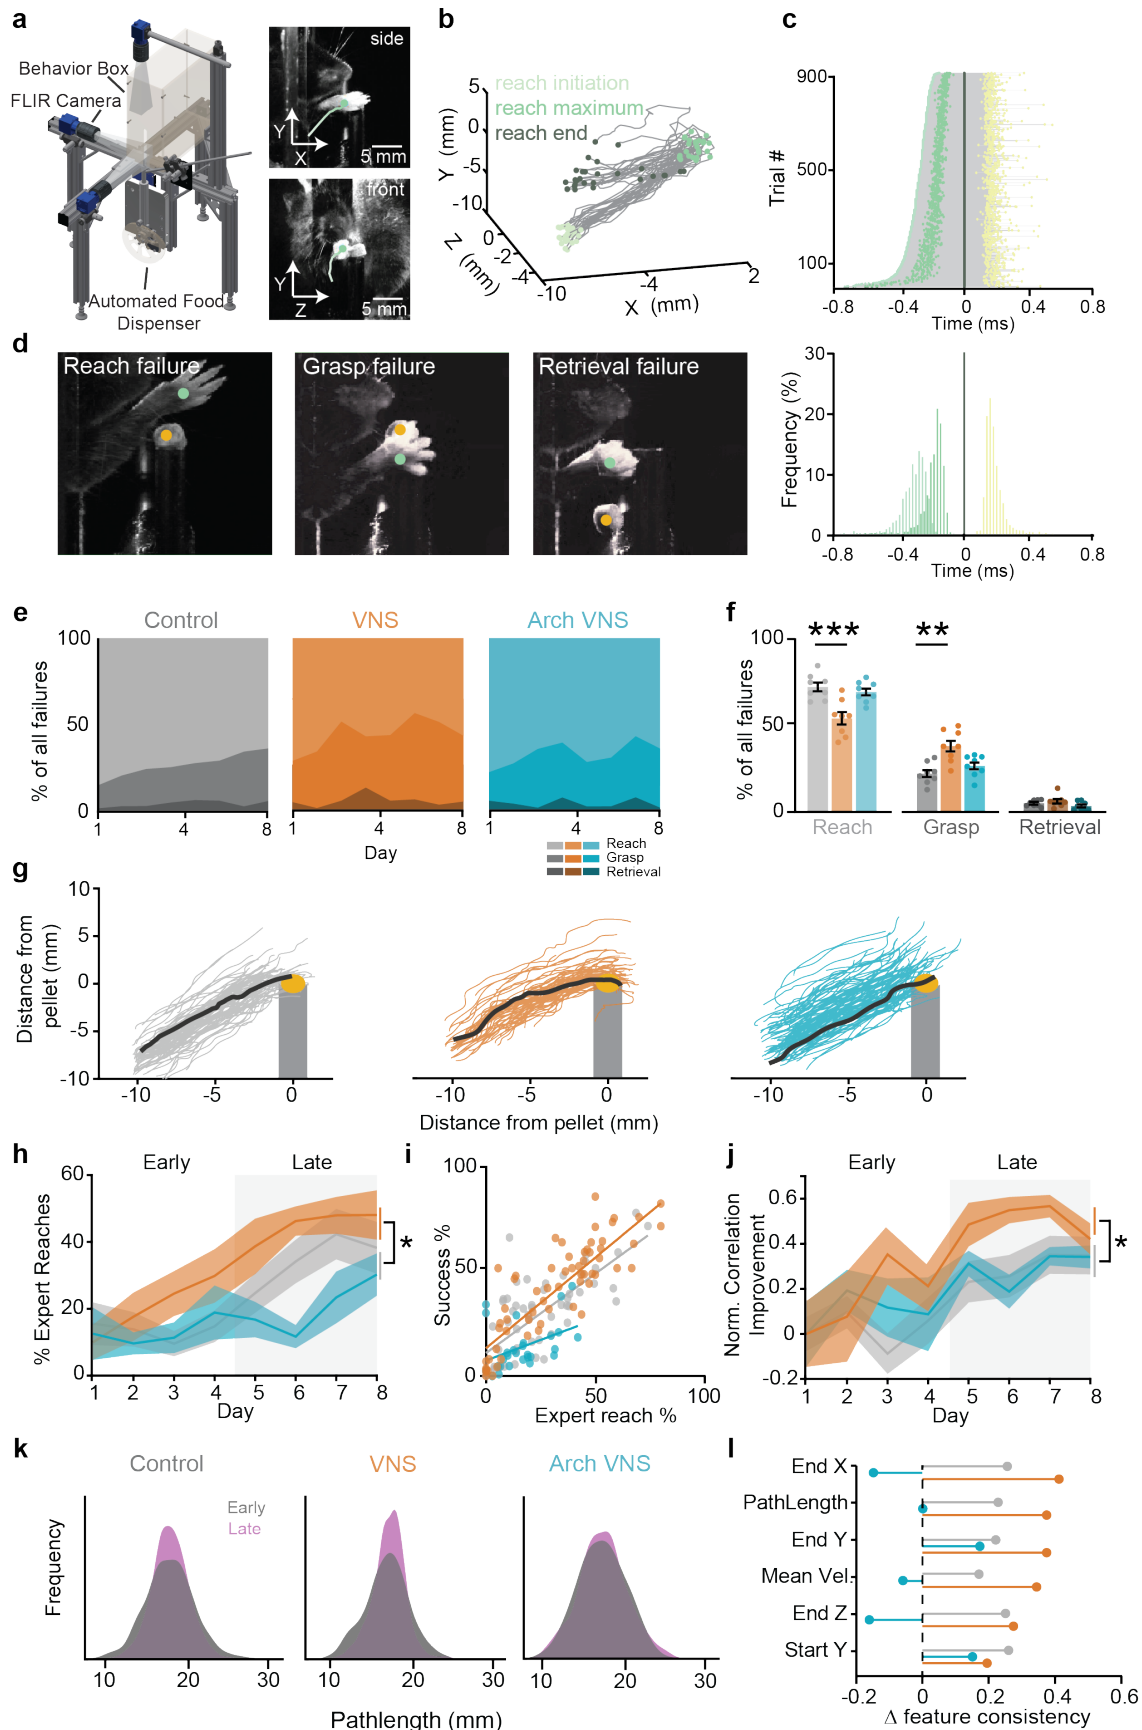 a
Behavior Box
FLIR Camera
Automated Food
Dispenser
side
Y
X
5 mm
front
Y
Z
5 mm
b
reach initiation
reach maximum
reach end
5
0
-5
-10
Y (mm)
0
-2
-4
Z (mm)
-10
-4
2
X (mm)
c
900
500
100
Trial #
-0.8
-0.4
0
0.4
0.8
Time (ms)
30
20
10
0
Frequency (%)
-0.8
-0.4
0
0.4
0.8
Time (ms)
d
Reach failure
Grasp failure
Retrieval failure
e
Control
VNS
Arch VNS
100
50
0
% of all failures
1
4
8
1
4
8
1
4
8
Day
Reach
Grasp
Retrieval
f
100
50
0
% of all failures
***
**
Reach
Grasp
Retrieval
g
10
5
0
-5
-10
Distance from
pellet (mm)
-10
-5
0
-10
-5
0
-10
-5
0
Distance from pellet (mm)
h
Early
Late
60
40
20
0
% Expert Reaches
*
1
2
3
4
5
6
7
8
Day
i
100
50
0
Success %
0
50
100
Expert reach %
j
Early
Late
0.6
0.4
0.2
0
-0.2
Norm. Correlation
Improvement
*
1
2
3
4
5
6
7
8
Day
k
Control
VNS
Arch VNS
Early
Late
Frequency
10
20
30
10
20
30
10
20
30
Pathlength (mm)
l
End X
PathLength
End Y
Mean Vel.
End Z
Start Y
-0.2
0
0.2
0.4
0.6
Δ feature consistency